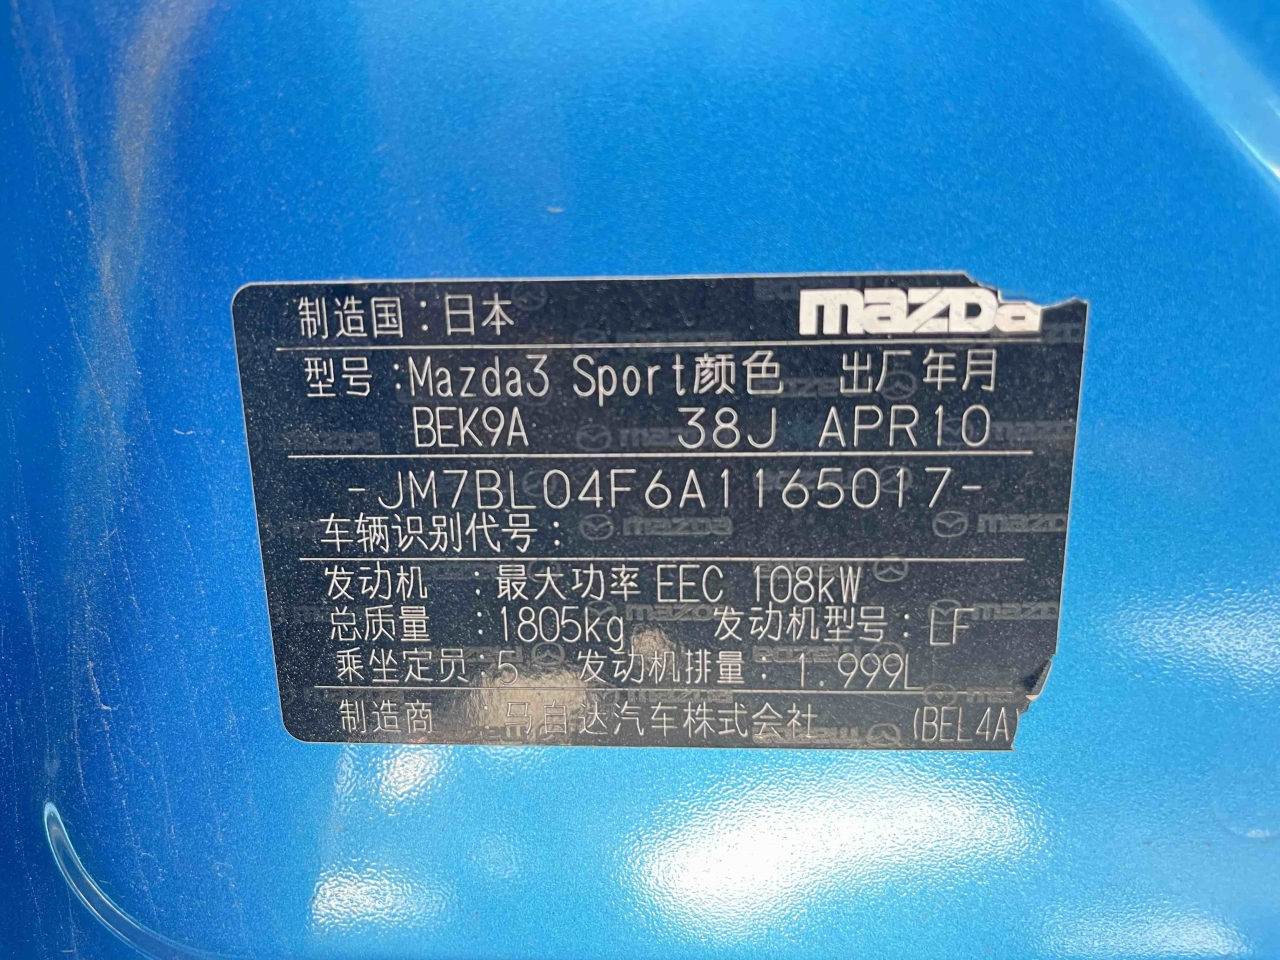 制造国：日本 mazda
型号：Mazda3 Sport颜色 出厂年月
BEK9A 38J APR10
-JM7BL04F6A1165017-
车辆识别代号：
发动机 ：最大功率 EEC 108kW
总质量 ：1805kg 发动机型号：LF
乘坐定员：5 发动机排量：1.999L
制造商 ：马自达汽车株式会社 (BEL4A)